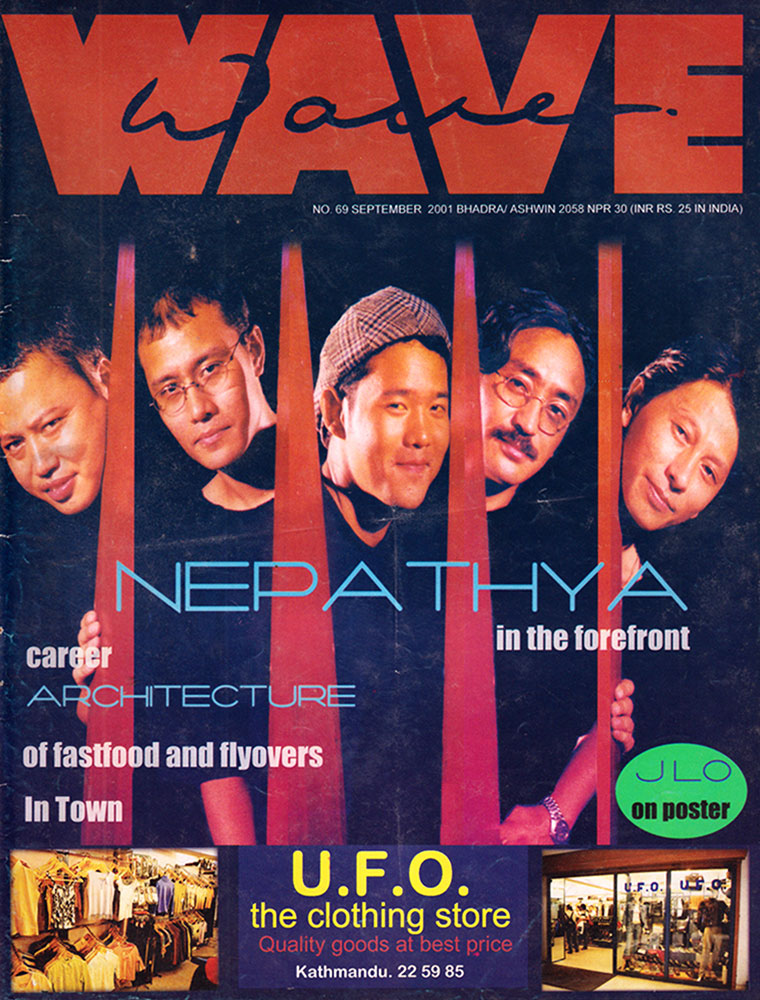 WAVE
Wave
NO. 69 SEPTEMBER 2001 BHADRA/ ASHWIN 2058 NPR 30 (INR RS. 25 IN INDIA)
NEPATHYA
in the forefront
career
ARCHITECTURE
of fastfood and flyovers
In Town
JLO
on poster
U.F.O.
the clothing store
Quality goods at best price
Kathmandu. 22 59 85
U.F.O. U.F.O.